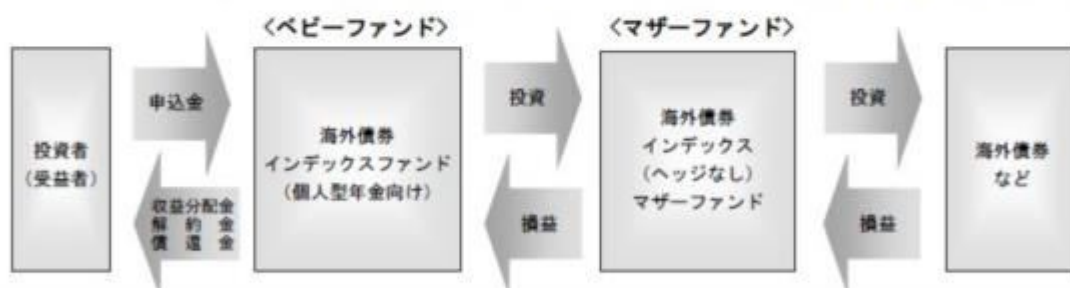 〈ベビーファンド〉
〈マザーファンド〉
投資者
(受益者)
申込金
収益分配金
解約金
償還金
海外債券
インデックスファンド
(個人型年金向け)
投資
損益
海外債券
インデックス
(ヘッジなし)
マザーファンド
投資
損益
海外債券
など